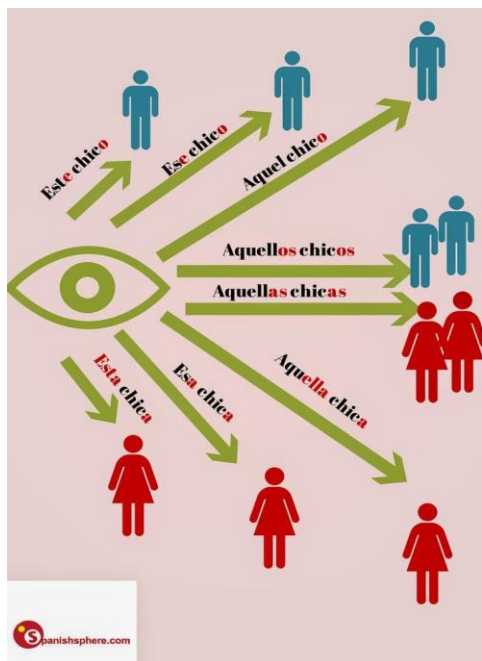 Este chico
Ese chico
Aquel chico
Aquellos chicos
Aquellas chicas
Esta chica
Esa chica
Aquella chica
Spanishsphere.com